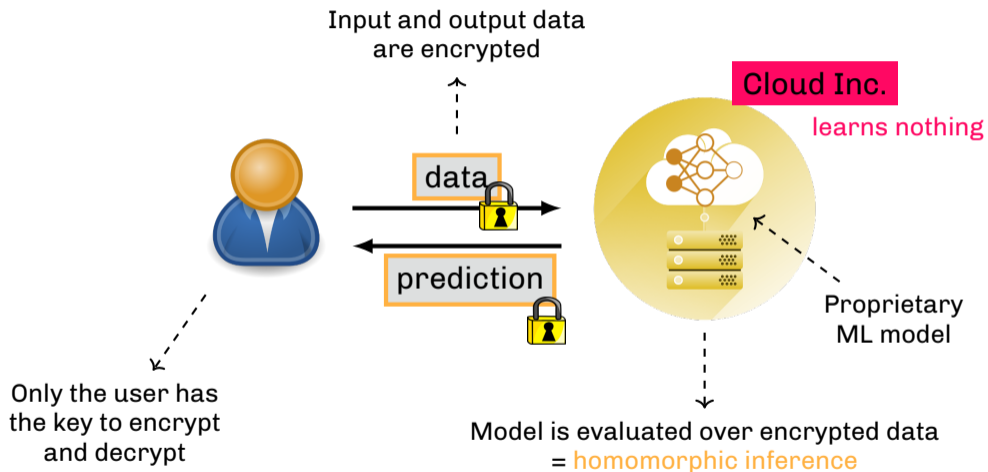 Input and output data
are encrypted
Cloud Inc.
learns nothing
data
prediction
Proprietary
ML model
Only the user has
the key to encrypt
and decrypt
Model is evaluated over encrypted data
= homomorphic inference